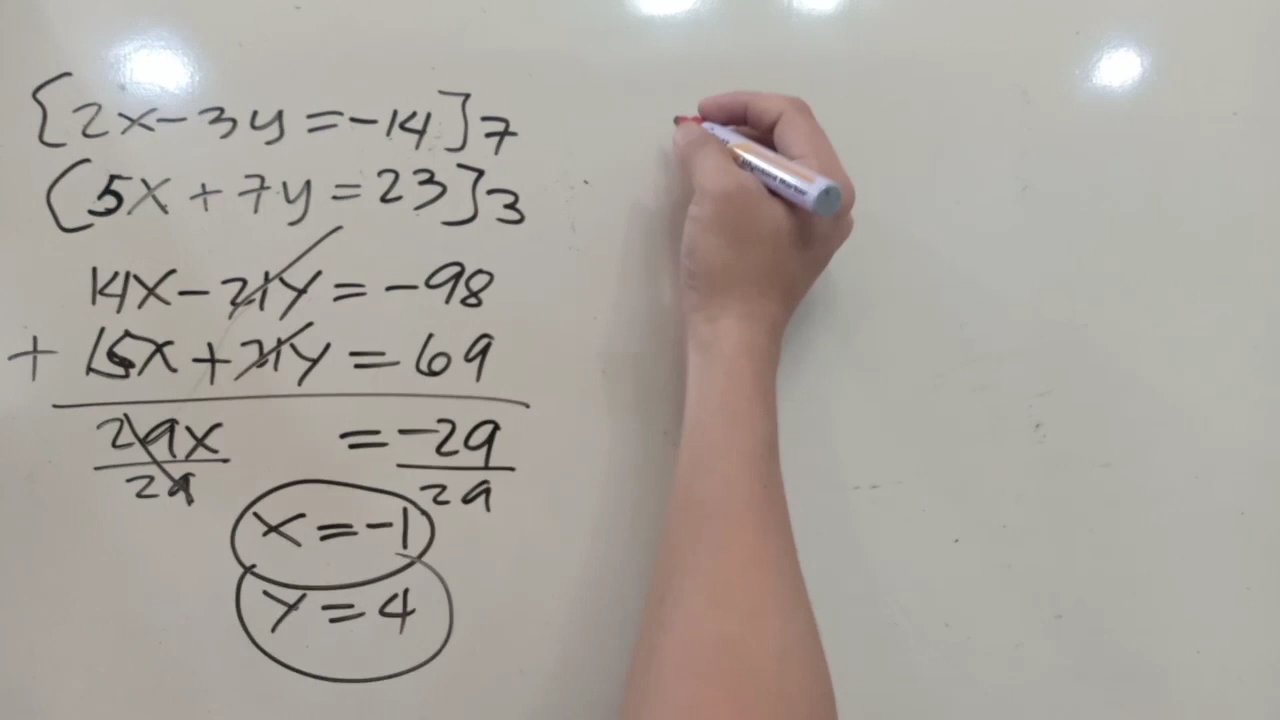 [2x-3y=-14]7
(5x+7y=23]3
14x-21y=-98
+ 15x+21y=69
29x =-29
29 29
x=-1
y=4